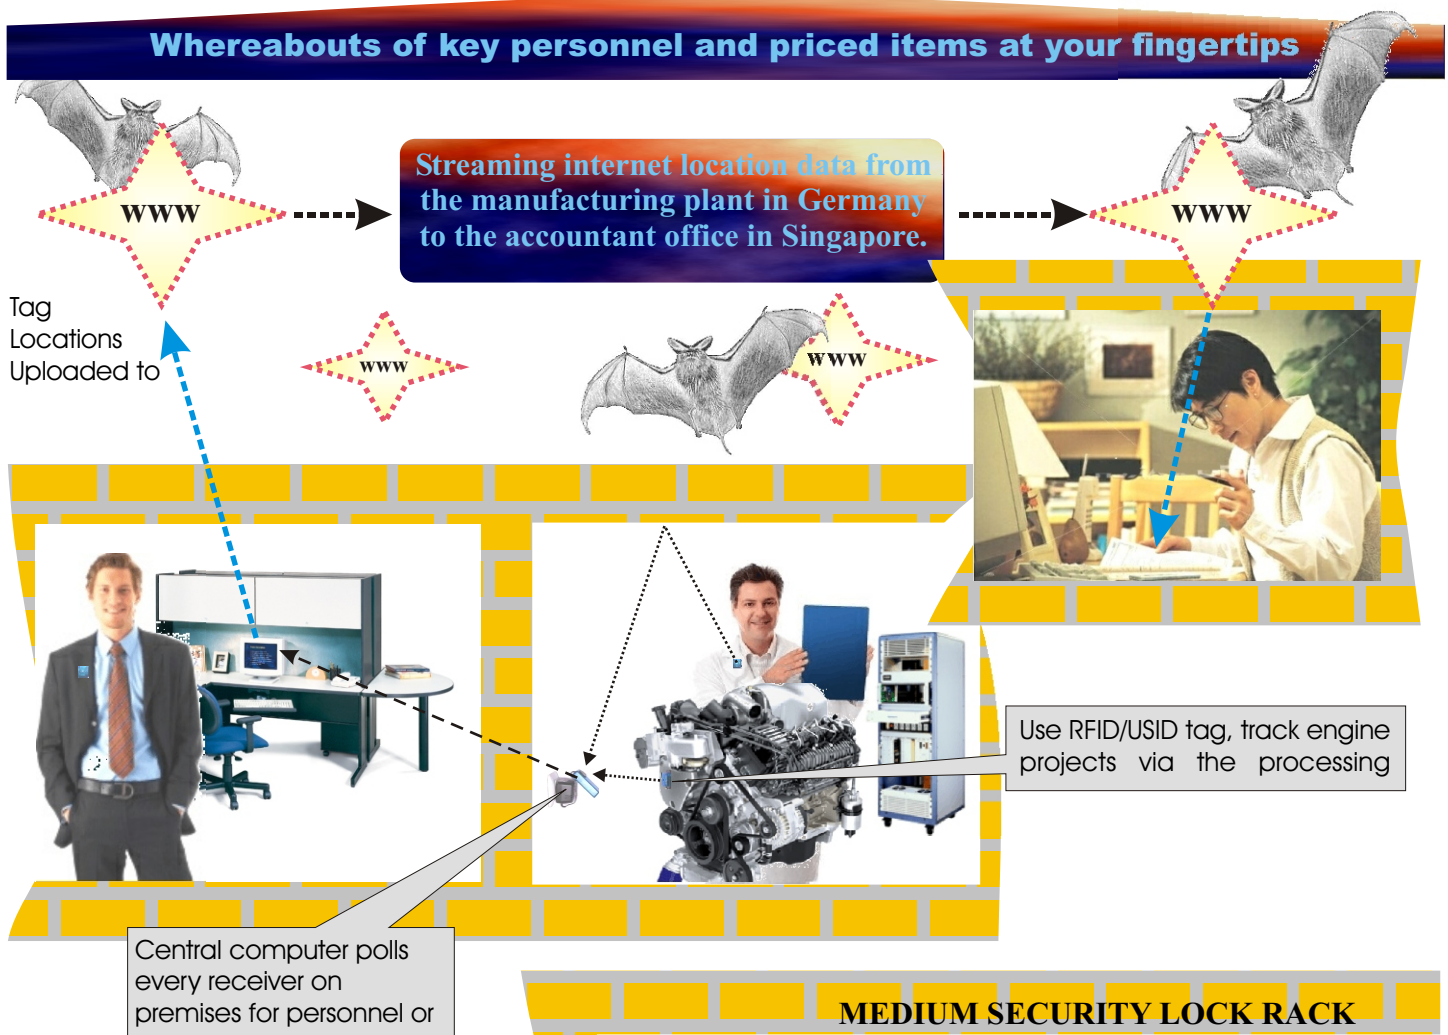 Whereabouts of key personnel and priced items at your fingertips
www
Streaming internet location data from
the manufacturing plant in Germany
to the accountant office in Singapore.
www
Tag
Locations
Uploaded to
www
www
Use RFID/USID tag, track engine
projects via the processing
Central computer polls
every receiver on
premises for personnel or
MEDIUM SECURITY LOCK RACK